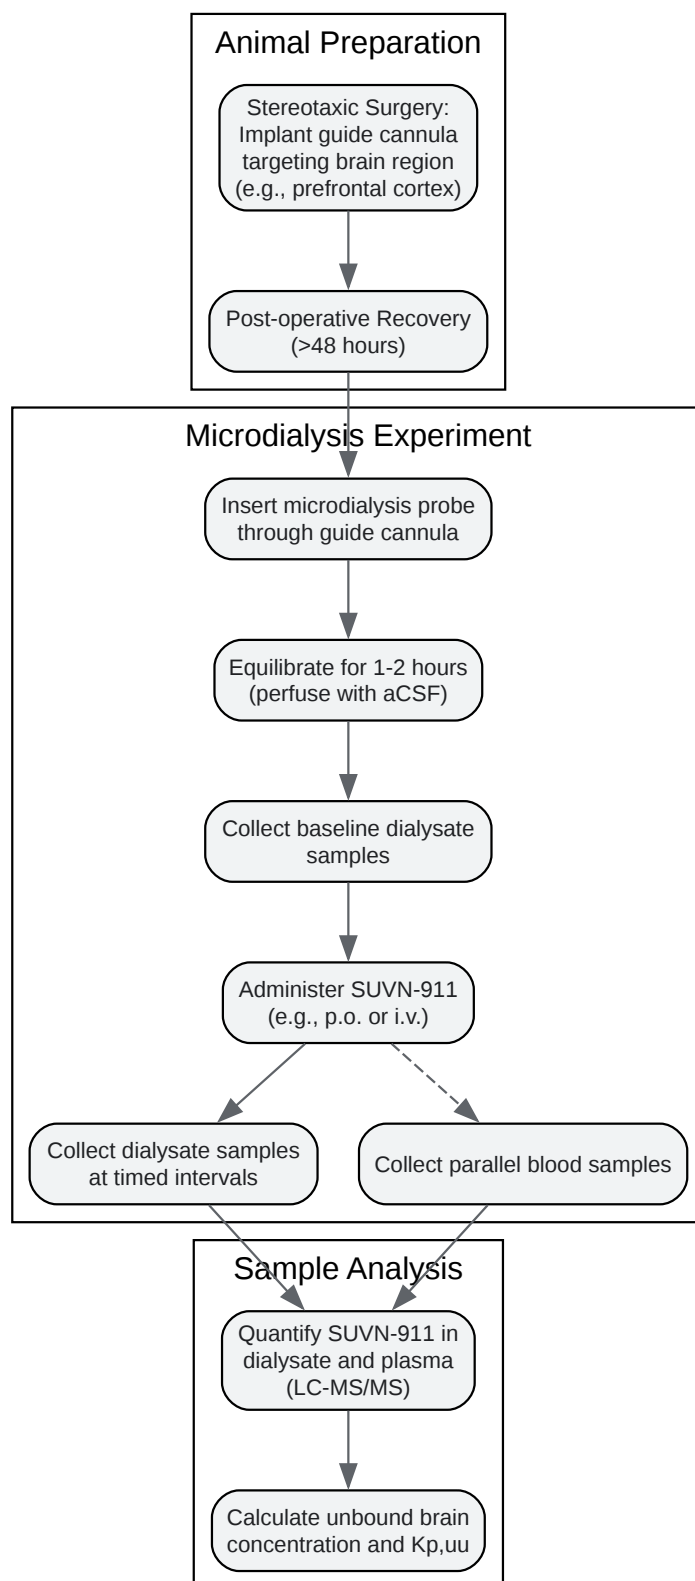 Animal Preparation
Stereotaxic Surgery:
Implant guide cannula
targeting brain region
(e.g., prefrontal cortex)
Post-operative Recovery
(>48 hours)
Microdialysis Experiment
Insert microdialysis probe
through guide cannula
Equilibrate for 1-2 hours
(perfuse with aCSF)
Collect baseline dialysate
samples
Administer SUVN-911
(e.g., p.o. or i.v.)
Collect dialysate samples
at timed intervals
Collect parallel blood samples
Sample Analysis
Quantify SUVN-911 in
dialysate and plasma
(LC-MS/MS)
Calculate unbound brain
concentration and Kp,uu